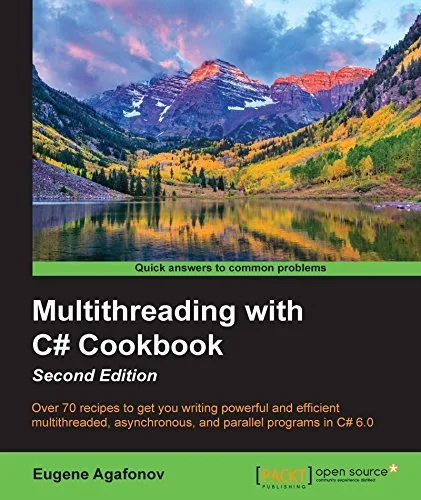 Quick answers to common problems
Multithreading with
C# Cookbook
Second Edition
Over 70 recipes to get you writing powerful and efficient
multithreaded, asynchronous, and parallel programs in C# 6.0
Eugene Agafonov
[PACKT]
PUBLISHING
open source*
community experience distilled